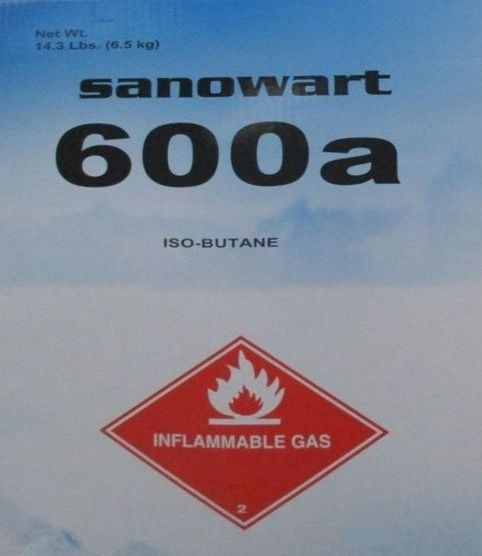 Net Wt.
14.3 Lbs. (6.5 kg)
sanowart
600a
ISO-BUTANE
INFLAMMABLE GAS
2